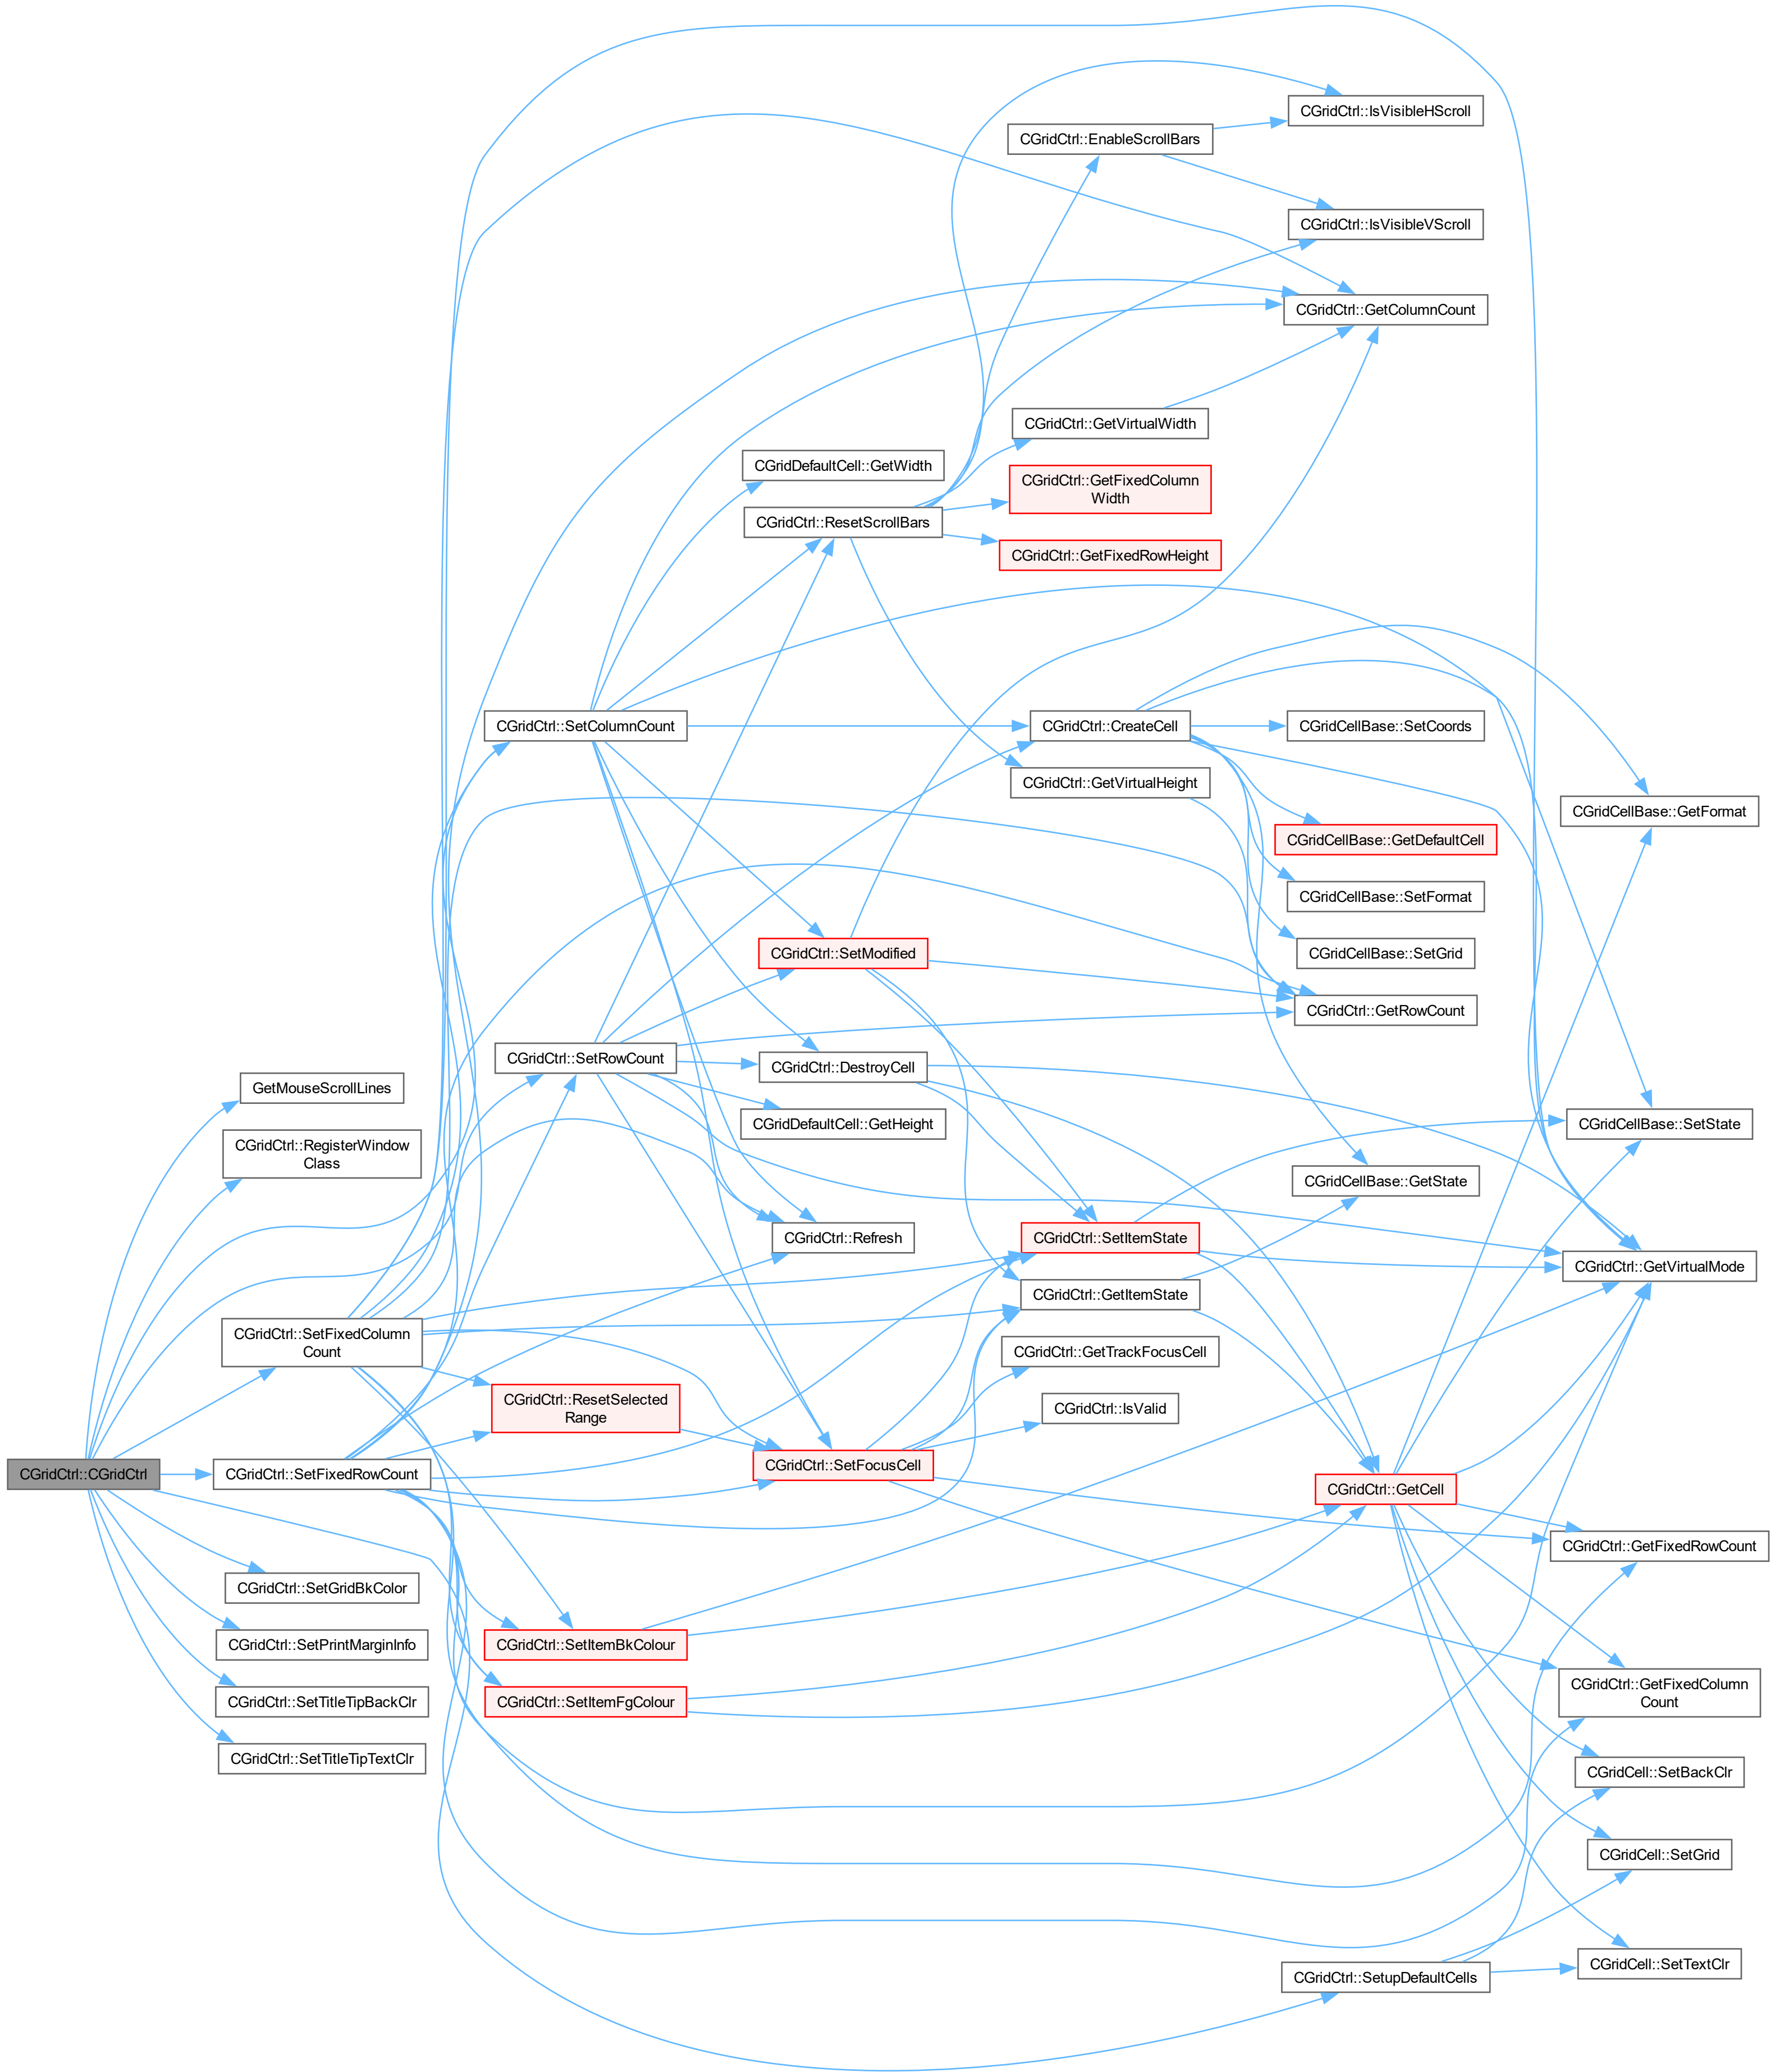 CGridCtrl::IsVisibleHScroll
CGridCtrl::EnableScrollBars
CGridCtrl::IsVisibleVScroll
CGridCtrl::GetColumnCount
CGridCtrl::GetVirtualWidth
CGridDefaultCell::GetWidth
CGridCtrl::GetFixedColumn
Width
CGridCtrl::ResetScrollBars
CGridCtrl::GetFixedRowHeight
CGridCtrl::SetColumnCount
CGridCtrl::CreateCell
CGridCellBase::SetCoords
CGridCtrl::GetVirtualHeight
CGridCellBase::GetFormat
CGridCellBase::GetDefaultCell
CGridCellBase::SetFormat
CGridCtrl::SetModified
CGridCellBase::SetGrid
CGridCtrl::GetRowCount
CGridCtrl::SetRowCount
CGridCtrl::DestroyCell
GetMouseScrollLines
CGridDefaultCell::GetHeight
CGridCellBase::SetState
CGridCtrl::RegisterWindow
Class
CGridCellBase::GetState
CGridCtrl::Refresh
CGridCtrl::SetItemState
CGridCtrl::GetVirtualMode
CGridCtrl::GetItemState
CGridCtrl::SetFixedColumn
Count
CGridCtrl::GetTrackFocusCell
CGridCtrl::ResetSelected
Range
CGridCtrl::IsValid
CGridCtrl::SetFocusCell
CGridCtrl::CGridCtrl
CGridCtrl::SetFixedRowCount
CGridCtrl::GetCell
CGridCtrl::GetFixedRowCount
CGridCtrl::SetGridBkColor
CGridCtrl::SetPrintMarginInfo
CGridCtrl::SetItemBkColour
CGridCtrl::SetTitleTipBackClr
CGridCtrl::SetItemFgColour
CGridCtrl::GetFixedColumn
Count
CGridCtrl::SetTitleTipTextClr
CGridCell::SetBackClr
CGridCell::SetGrid
CGridCell::SetTextClr
CGridCtrl::SetupDefaultCells